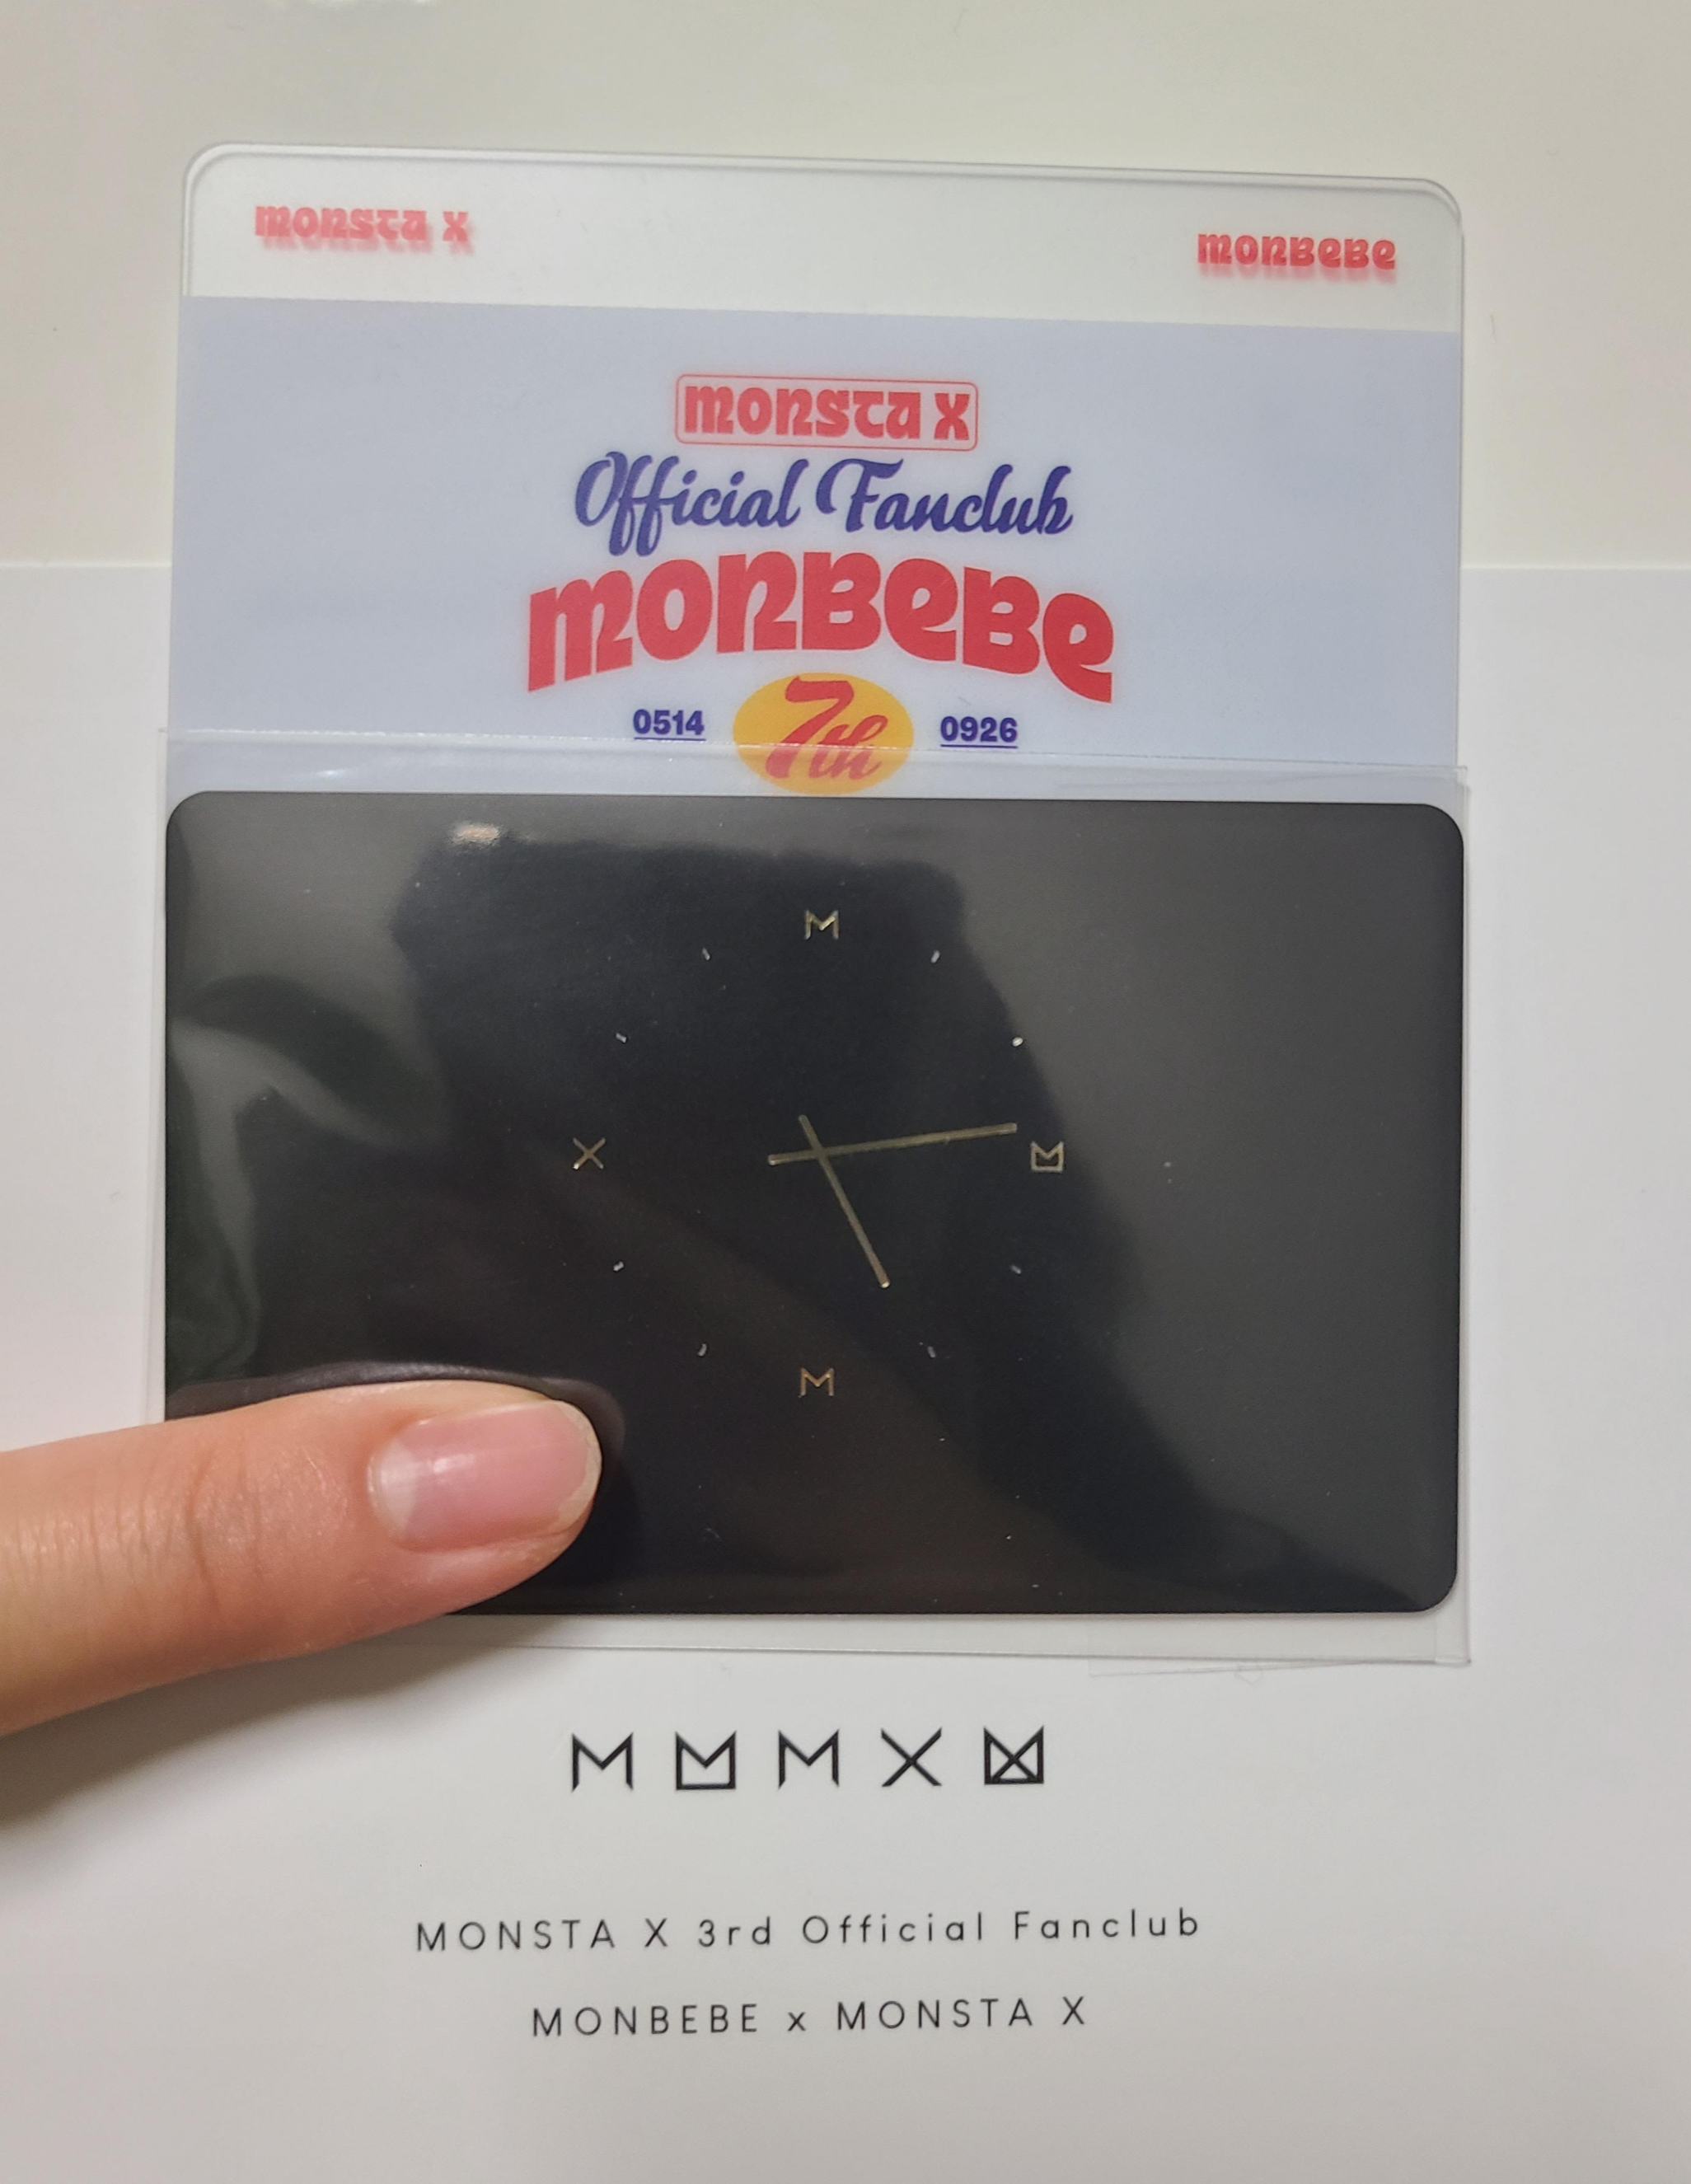 MONSTA X
MONBEBE
MONSTA X
Official Fanclub
MONBEBE
0514 7th 0926
M
X
M
MONSTA X 3rd Official Fanclub
MONBEBE x MONSTA X